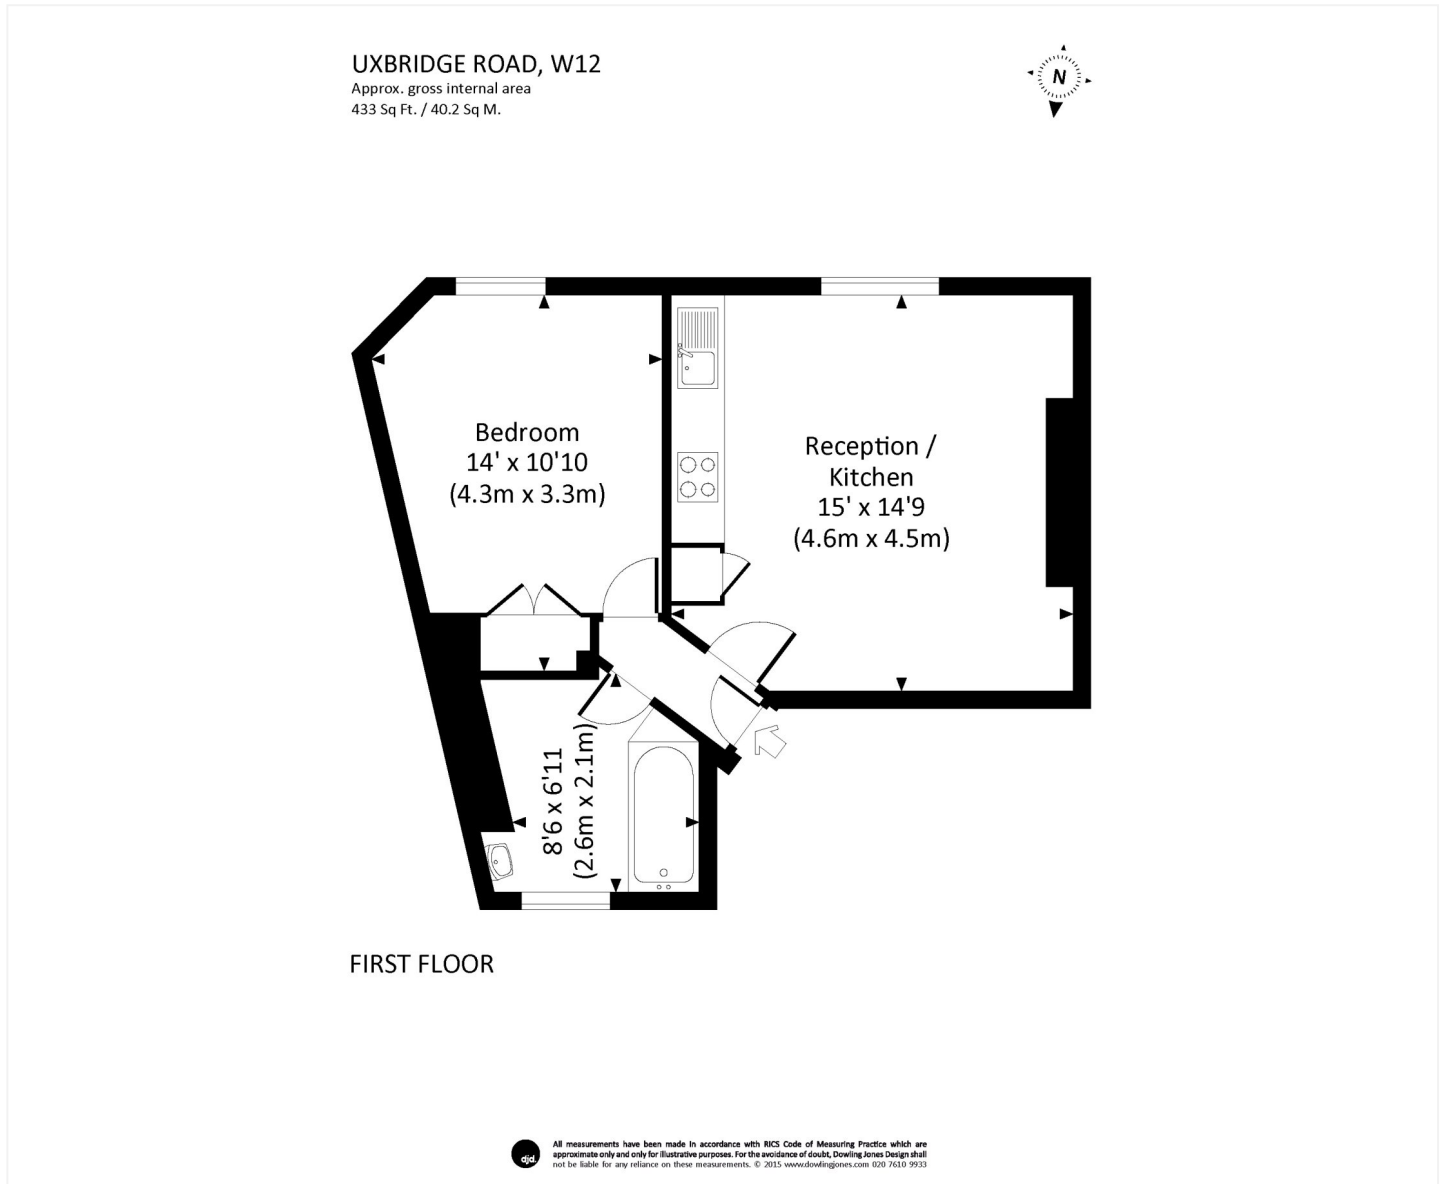 UXBRIDGE ROAD, W12
Approx. gross internal area
433 Sq Ft. / 40.2 Sq M.
N
Bedroom
14' x 10'10
(4.3m x 3.3m)
Reception /
Kitchen
15' x 14'9
(4.6m x 4.5m)
8'6 x 6'11
(2.6m x 2.1m)
FIRST FLOOR
djd.
All measurements have been made in accordance with RICS Code of Measuring Practice which are
approximate only and only for illustrative purposes. For the avoidance of doubt, Dowling Jones Design shall
not be liable for any reliance on these measurements. © 2015 www.dowlingjones.com 020 7610 9933